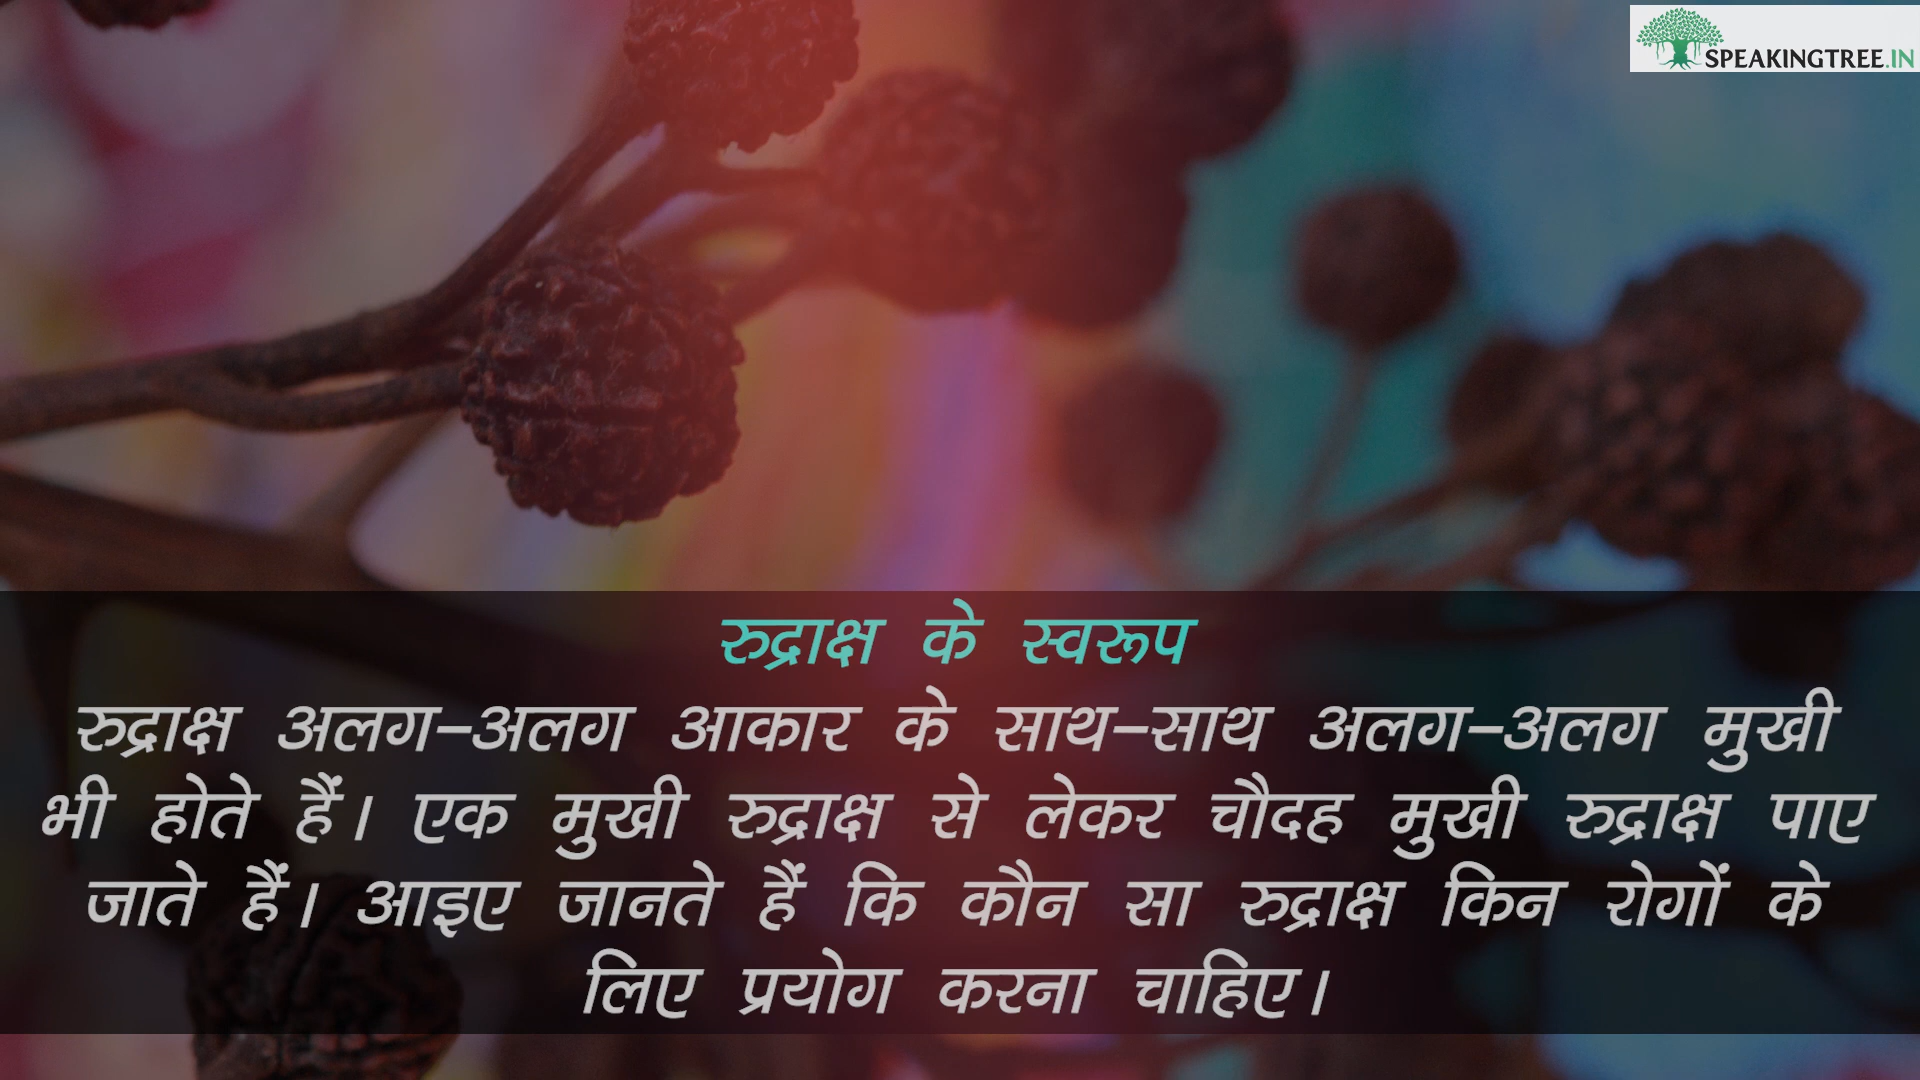 SPEAKINGTREE.IN
रुद्राक्ष के स्वरूप
रुद्राक्ष अलग-अलग आकार के साथ-साथ अलग-अलग मुखी
भी होते हैं। एक मुखी रुद्राक्ष से लेकर चौदह मुखी रुद्राक्ष पाए
जाते हैं। आइए जानते हैं कि कौन सा रुद्राक्ष किन रोगों के
लिए प्रयोग करना चाहिए।